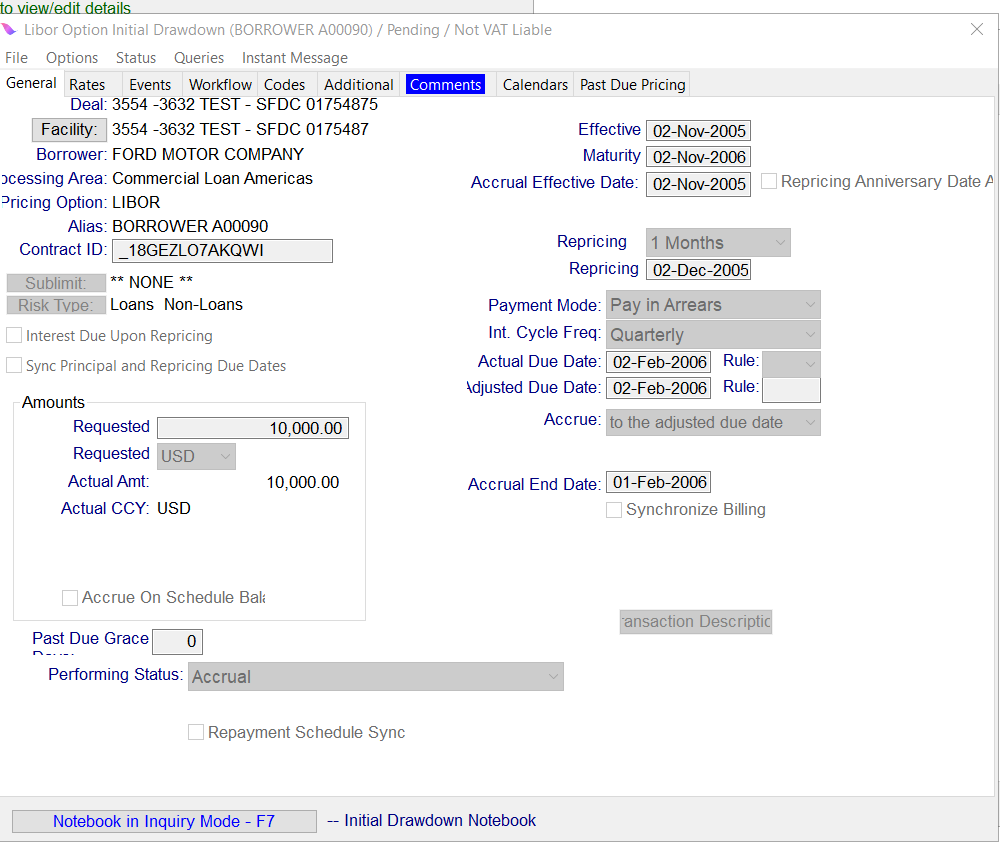 to view/edit details
Libor Option Initial Drawdown (BORROWER A00090) / Pending / Not VAT Liable
File Options Status Queries Instant Message
General Rates Events Workflow Codes Additional Comments Calendars Past Due Pricing
Deal: 3554 -3632 TEST - SFDC 01754875
Facility: 3554 -3632 TEST - SFDC 0175487
Borrower: FORD MOTOR COMPANY
ocessing Area: Commercial Loan Americas
Pricing Option: LIBOR
Alias: BORROWER A00090
Contract ID: _18GEZLO7AKQWI
Sublimit: ** NONE **
Risk Type: Loans Non-Loans
Interest Due Upon Repricing
Sync Principal and Repricing Due Dates
Amounts
Requested 10,000.00
Requested USD
Actual Amt: 10,000.00
Actual CCY: USD
Accrue On Schedule Bala
Past Due Grace 0
Days:
Performing Status: Accrual
Repayment Schedule Sync
Effective 02-Nov-2005
Maturity 02-Nov-2006
Accrual Effective Date: 02-Nov-2005 Repricing Anniversary Date A
Repricing 1 Months
Repricing 02-Dec-2005
Payment Mode: Pay in Arrears
Int. Cycle Freq: Quarterly
Actual Due Date: 02-Feb-2006 Rule:
Adjusted Due Date: 02-Feb-2006 Rule:
Accrue: to the adjusted due date
Accrual End Date: 01-Feb-2006
Synchronize Billing
ransaction Descriptio
Notebook in Inquiry Mode - F7 -- Initial Drawdown Notebook